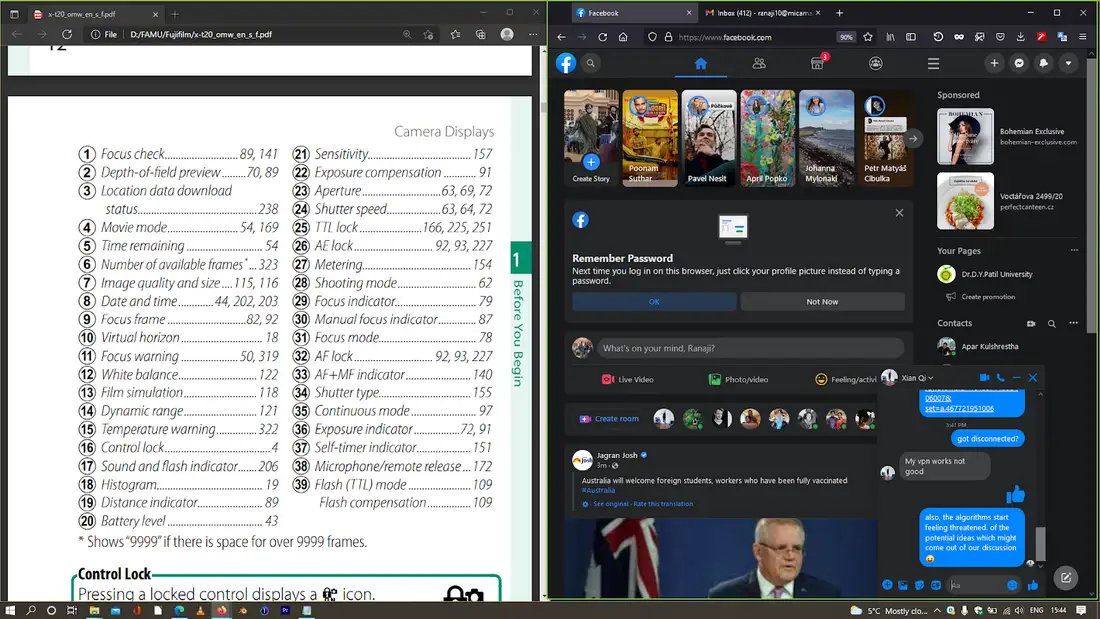 x-t20_omw_en_s_f.pdf
File
D:/FAMU/Fujifilm/x-t20_omw_en_s_f.pdf
Camera Displays
1 Focus check 89, 141
2 Depth-of-field preview 70, 89
3 Location data download
status 238
4 Movie mode 54, 169
5 Time remaining 54
6 Number of available frames* 323
7 Image quality and size 115, 116
8 Date and time 44, 202, 203
9 Focus frame 82, 92
10 Virtual horizon 18
11 Focus warning 50, 319
12 White balance 122
13 Film simulation 118
14 Dynamic range 121
15 Temperature warning 322
16 Control lock 4
17 Sound and flash indicator 206
18 Histogram 19
19 Distance indicator 89
20 Battery level 43
* Shows "9999" if there is space for over 9999 frames.
21 Sensitivity 157
22 Exposure compensation 91
23 Aperture 63, 69, 72
24 Shutter speed 63, 64, 72
25 TTL lock 166, 225, 251
26 AE lock 92, 93, 227
27 Metering 154
28 Shooting mode 62
29 Focus indicator 79
30 Manual focus indicator 87
31 Focus mode 78
32 AF lock 92, 93, 227
33 AF+MF indicator 140
34 Shutter type 155
35 Continuous mode 97
36 Exposure indicator 72, 91
37 Self-timer indicator 151
38 Microphone/remote release 172
39 Flash (TTL) mode 109
Flash compensation 109
1
Before You Begin
Control Lock
Pressing a locked control displays a icon.
Facebook
Inbox (412) - ranaji10@micama
https://www.facebook.com
90%
3
Create Story
Poonam
Suthar
Pavel Nesit
April Popko
Johanna
Mylonaki
Petr Matyáš
Cibulka
Remember Password
Next time you log in on this browser, just click your profile picture instead of typing a
password.
OK
Not Now
What's on your mind, Ranaji?
Live Video
Photo/video
Feeling/activi
Create room
Jagran Josh
3m
Australia will welcome foreign students, workers who have been fully vaccinated
#Australia
See original · Rate this translation
Sponsored
BOHEMIAN
Bohemian Exclusive
bohemian-exclusive.com
Voctářova 2499/20
perfectcanteen.cz
Your Pages
Dr.D.Y.Patil University
Create promotion
Contacts
Apar Kulshrestha
Xian Qi
06007&
set=a.467721951006
3:41 PM
got disconnected?
My vpn works not
good
also, the algorithms start
feeling threatened. of the
potential ideas which might
come out of our discussion
Aa
5°C Mostly clo...
ENG
15:44